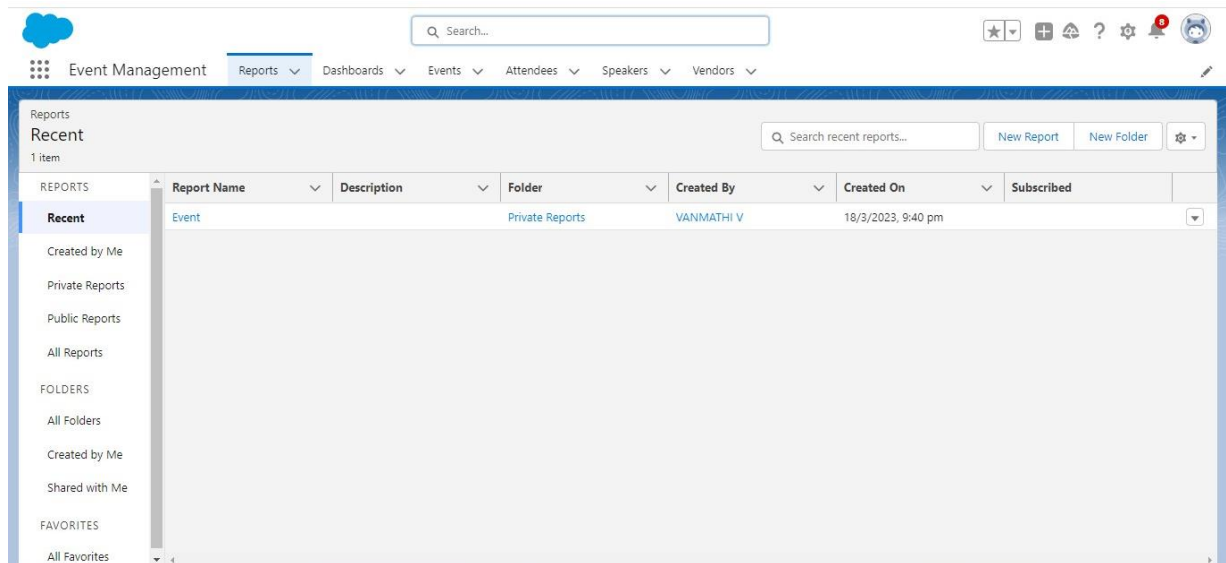 Search...
8
Event Management Reports Dashboards Events Attendees Speakers Vendors
Reports
Recent
1 item
Search recent reports...
New Report New Folder
REPORTS
Report Name Description Folder Created By Created On Subscribed
Recent
Event Private Reports VANMATHI V 18/3/2023, 9:40 pm
Created by Me
Private Reports
Public Reports
All Reports
FOLDERS
All Folders
Created by Me
Shared with Me
FAVORITES
All Favorites